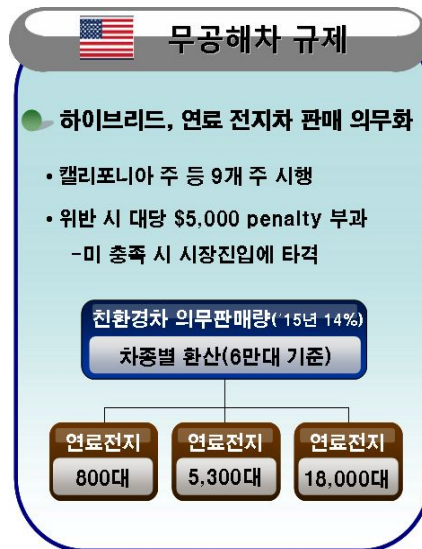 무공해차 규제
하이브리드, 연료 전지차 판매 의무화
• 캘리포니아 주 등 9개 주 시행
• 위반 시 대당 $5,000 penalty 부과
-미 충족 시 시장진입에 타격
친환경차 의무판매량('15년 14%)
차종별 환산(6만대 기준)
연료전지 연료전지 연료전지
800대 5,300대 18,000대